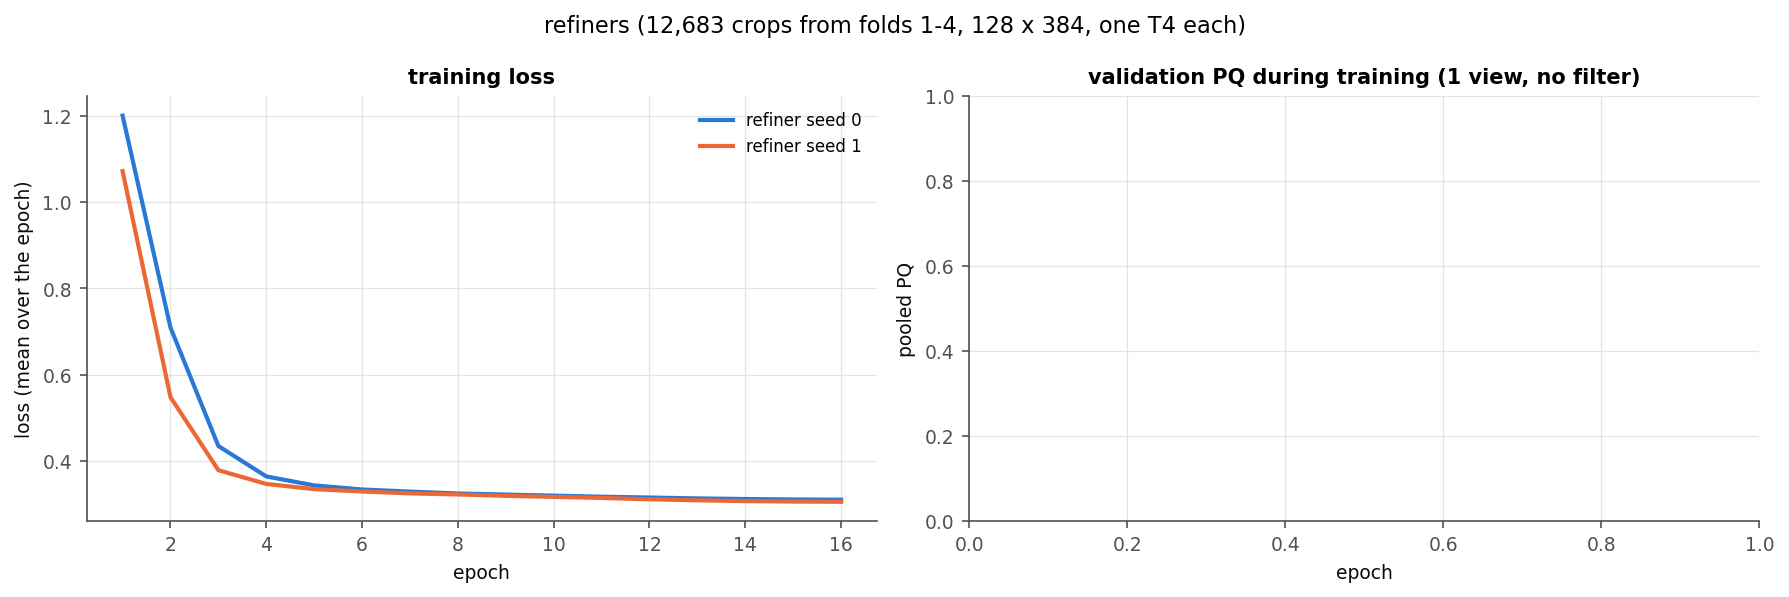 refiners (12,683 crops from folds 1-4, 128 x 384, one T4 each)
training loss
loss (mean over the epoch)
1.2
1.0
0.8
0.6
0.4
refiner seed 0
refiner seed 1
2 4 6 8 10 12 14 16
epoch
validation PQ during training (1 view, no filter)
pooled PQ
1.0
0.8
0.6
0.4
0.2
0.0
0.0 0.2 0.4 0.6 0.8 1.0
epoch